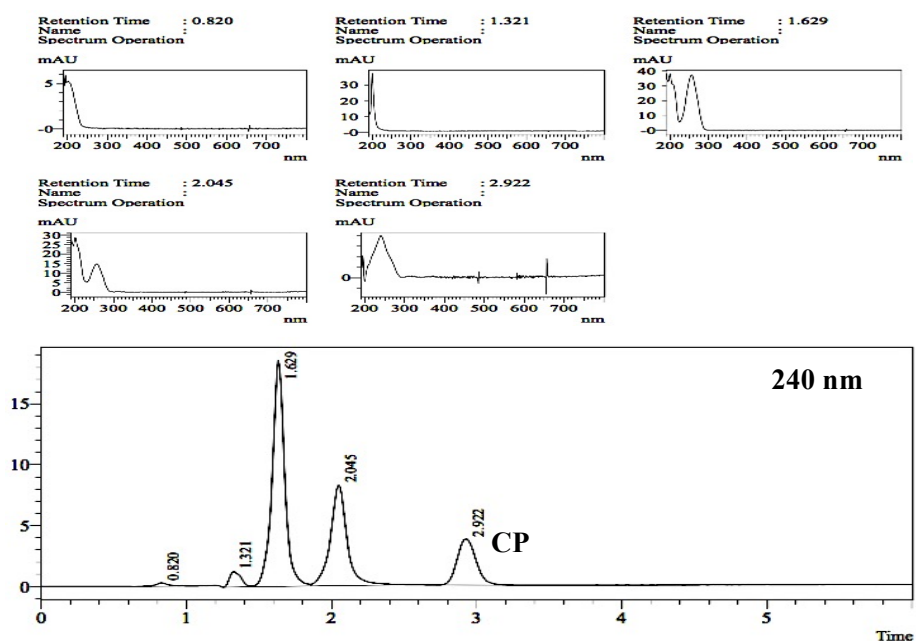 Retention Time : 0.820
Name :
Spectrum Operation
mAU
5
-0
200 300 400 500 600 700
nm
Retention Time : 1.321
Name :
Spectrum Operation
mAU
30
20
10
-0
200 300 400 500 600 700
nm
Retention Time : 1.629
Name :
Spectrum Operation
mAU
40
30
20
10
-0
200 300 400 500 600 700
nm
Retention Time : 2.045
Name :
Spectrum Operation
mAU
30
25
20
15
10
5
-0
200 300 400 500 600 700
nm
Retention Time : 2.922
Name :
Spectrum Operation
mAU
0
200 300 400 500 600 700
nm
240 nm
15
10
5
0
0.820
1.321
1.629
2.045
2.922
CP
0 1 2 3 4 5
Time